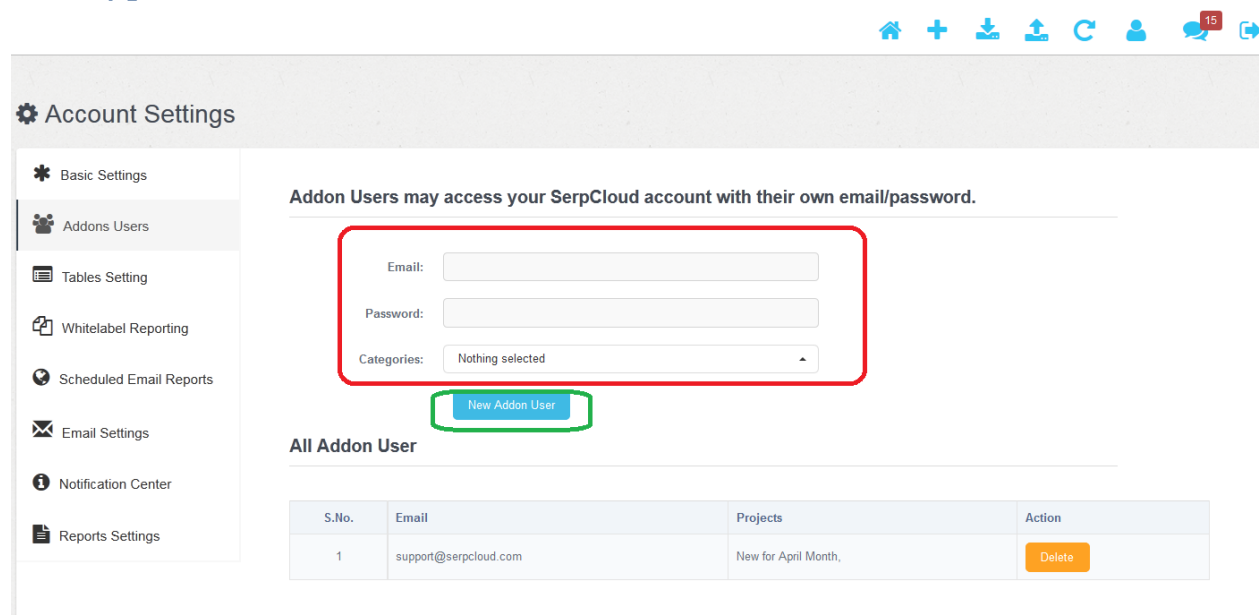 15
Account Settings
Basic Settings
Addons Users
Tables Setting
Whitelabel Reporting
Scheduled Email Reports
Email Settings
Notification Center
Reports Settings
Addon Users may access your SerpCloud account with their own email/password.
Email:
Password:
Categories: Nothing selected
New Addon User
All Addon User
S.No. Email Projects Action
1 support@serpcloud.com New for April Month, Delete